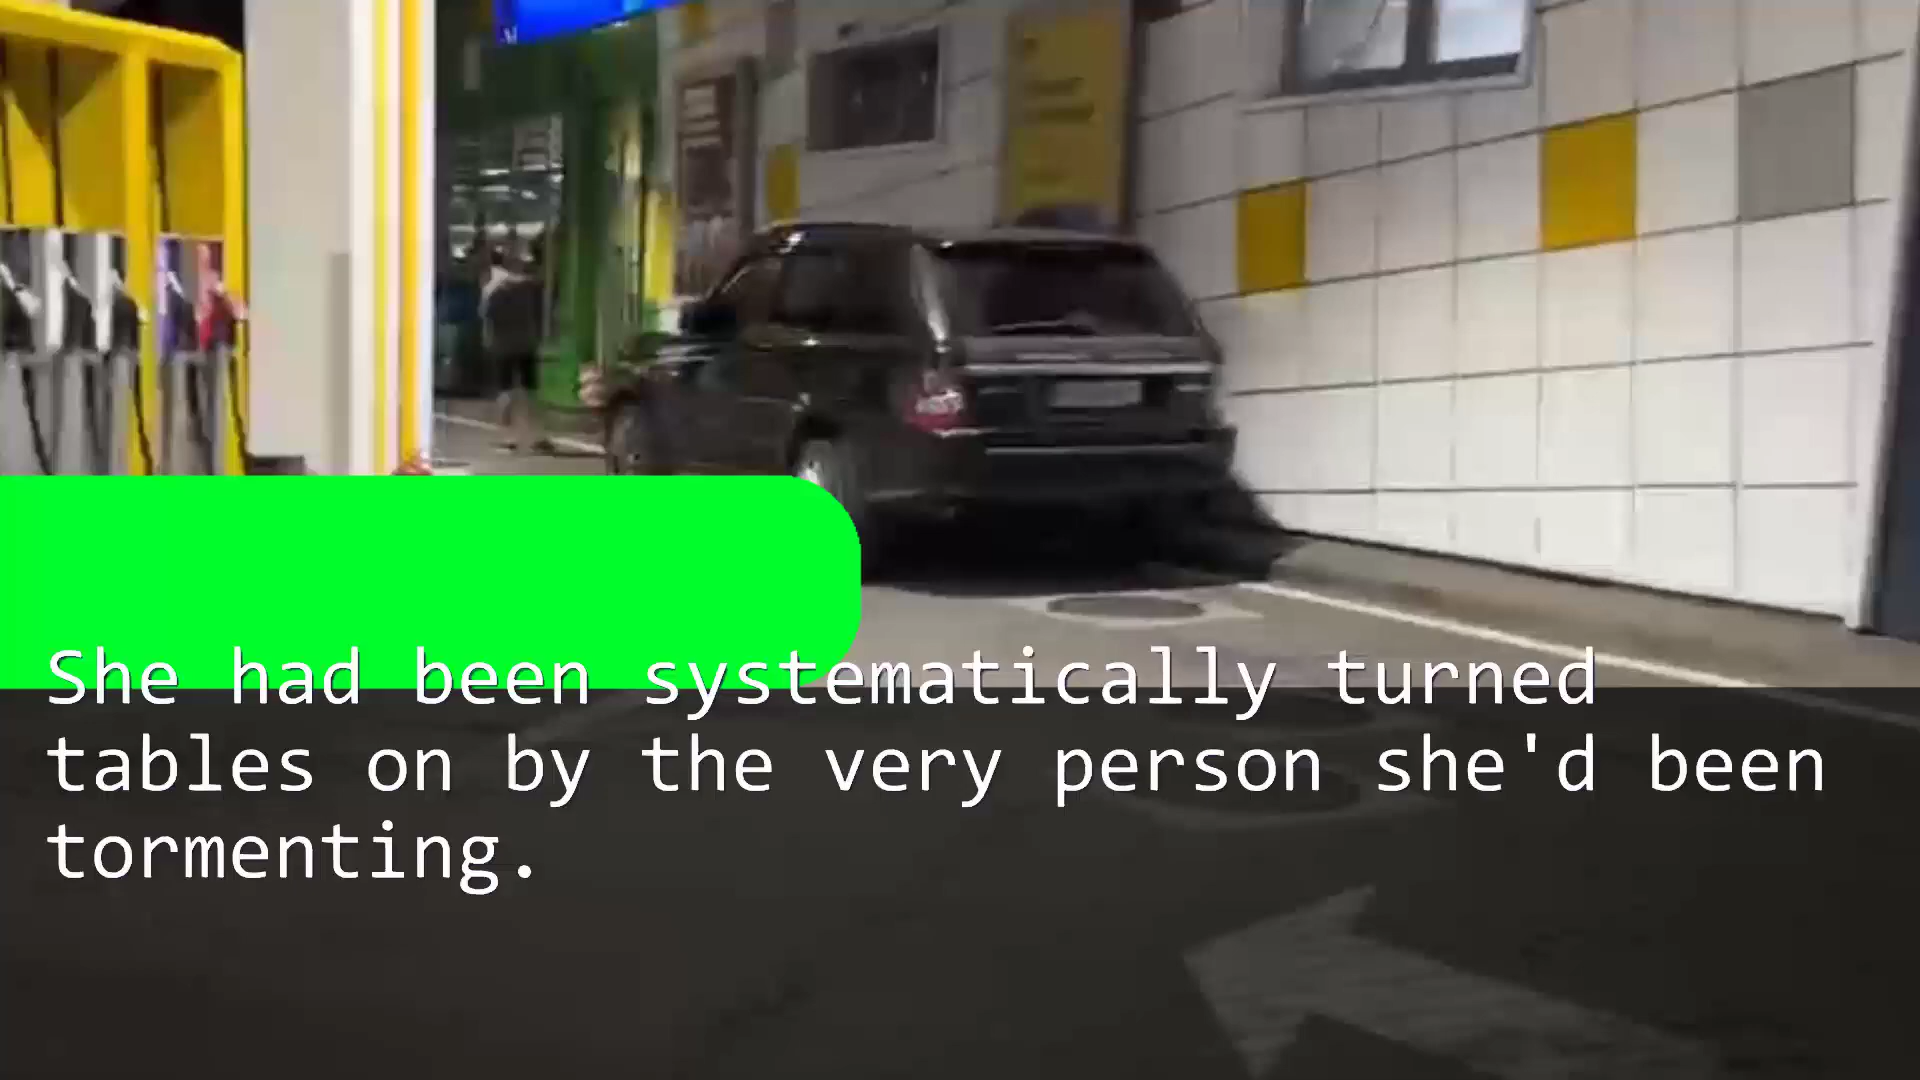 She had been systematically turned
tables on by the very person she'd been
tormenting.